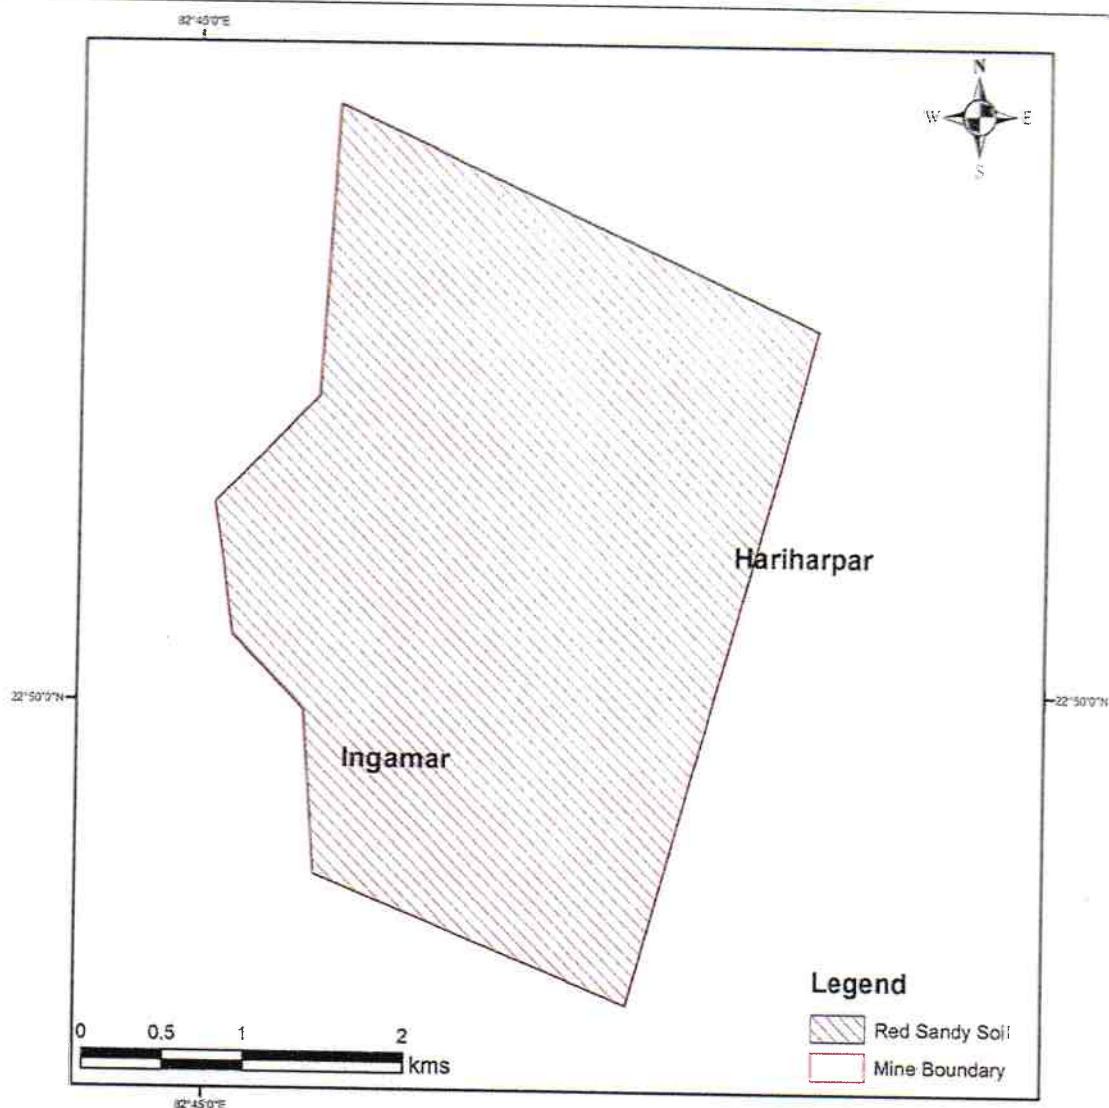 82°45'0"E
N
W E
S
Hariharpar
22°50'0"N
22°50'0"N
Ingamar
Legend
Red Sandy Soil
Mine Boundary
0 0.5 1 2
kms
82°45'0"E